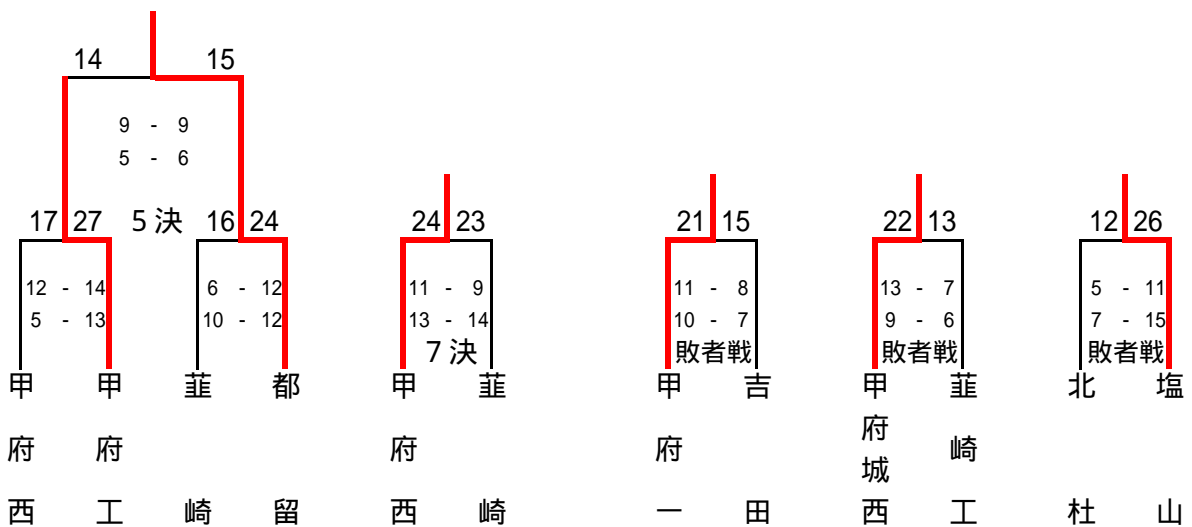 14 15
9 - 9
5 - 6
17 27 5決 16 24 24 23 21 15 22 13 12 26
12 - 14 6 - 12 11 - 9 11 - 8 13 - 7 5 - 11
5 - 13 10 - 12 13 - 14 10 - 7 9 - 6 7 - 15
7決 敗者戦 敗者戦 敗者戦
甲府西
甲府工
韮崎
都留
甲府西
韮崎
甲府一
吉田
甲府城西
韮崎工
北杜
塩山